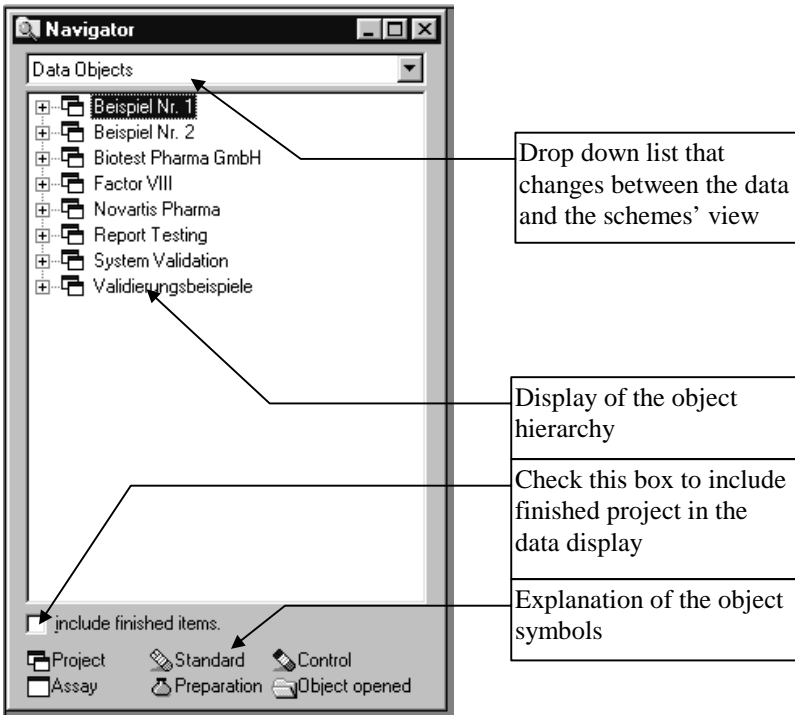 Navigator
Data Objects
Beispiel Nr. 1
Beispiel Nr. 2
Biotest Pharma GmbH
Factor VIII
Novartis Pharma
Report Testing
System Validation
Validierungsbeispiele
Drop down list that
changes between the data
and the schemes' view
Display of the object
hierarchy
Check this box to include
finished project in the
data display
Explanation of the object
symbols
include finished items.
Project Standard Control
Assay Preparation Object opened